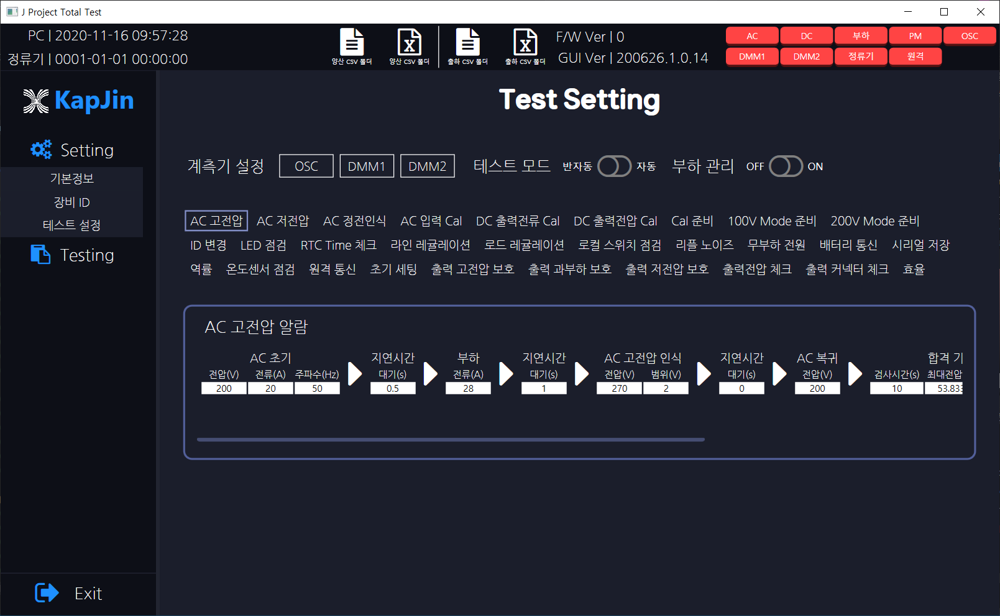 J Project Total Test
PC | 2020-11-16 09:57:28
정류기 | 0001-01-01 00:00:00
양산 CSV 폴더
양산 CSV 폴더
출하 CSV 폴더
출하 CSV 폴더
F/W Ver | 0
GUI Ver | 200626.1.0.14
AC DC 부하 PM OSC
DMM1 DMM2 정류기 원격
KapJin
Setting
기본정보
장비 ID
테스트 설정
Testing
Exit
Test Setting
계측기 설정 OSC DMM1 DMM2 테스트 모드 반자동 자동 부하 관리 OFF ON
AC 고전압 AC 저전압 AC 정전인식 AC 입력 Cal DC 출력전류 Cal DC 출력전압 Cal Cal 준비 100V Mode 준비 200V Mode 준비
ID 변경 LED 점검 RTC Time 체크 라인 레귤레이션 로드 레귤레이션 로컬 스위치 점검 리플 노이즈 무부하 전원 배터리 통신 시리얼 저장
역률 온도센서 점검 원격 통신 초기 세팅 출력 고전압 보호 출력 과부하 보호 출력 저전압 보호 출력전압 체크 출력 커넥터 체크 효율
AC 고전압 알람
AC 초기 지연시간 부하 지연시간 AC 고전압 인식 지연시간 AC 복귀 합격 기
전압(V) 전류(A) 주파수(Hz) 대기(s) 전류(A) 대기(s) 전압(V) 범위(V) 대기(s) 전압(V) 검사시간(s) 최대전압
200 20 50 0.5 28 1 270 2 0 200 10 53.833